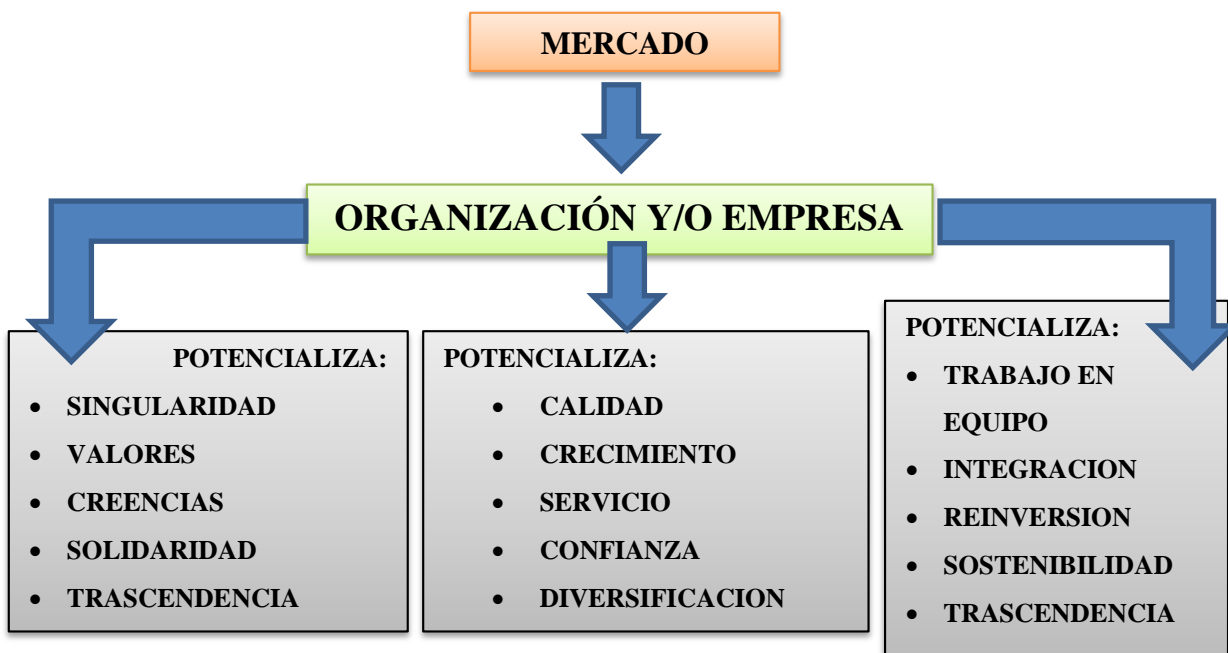 MERCADO
ORGANIZACIÓN Y/O EMPRESA
POTENCIALIZA:
• SINGULARIDAD
• VALORES
• CREENCIAS
• SOLIDARIDAD
• TRASCENDENCIA
POTENCIALIZA:
• CALIDAD
• CRECIMIENTO
• SERVICIO
• CONFIANZA
• DIVERSIFICACION
POTENCIALIZA:
• TRABAJO EN
EQUIPO
• INTEGRACION
• REINVERSION
• SOSTENIBILIDAD
• TRASCENDENCIA